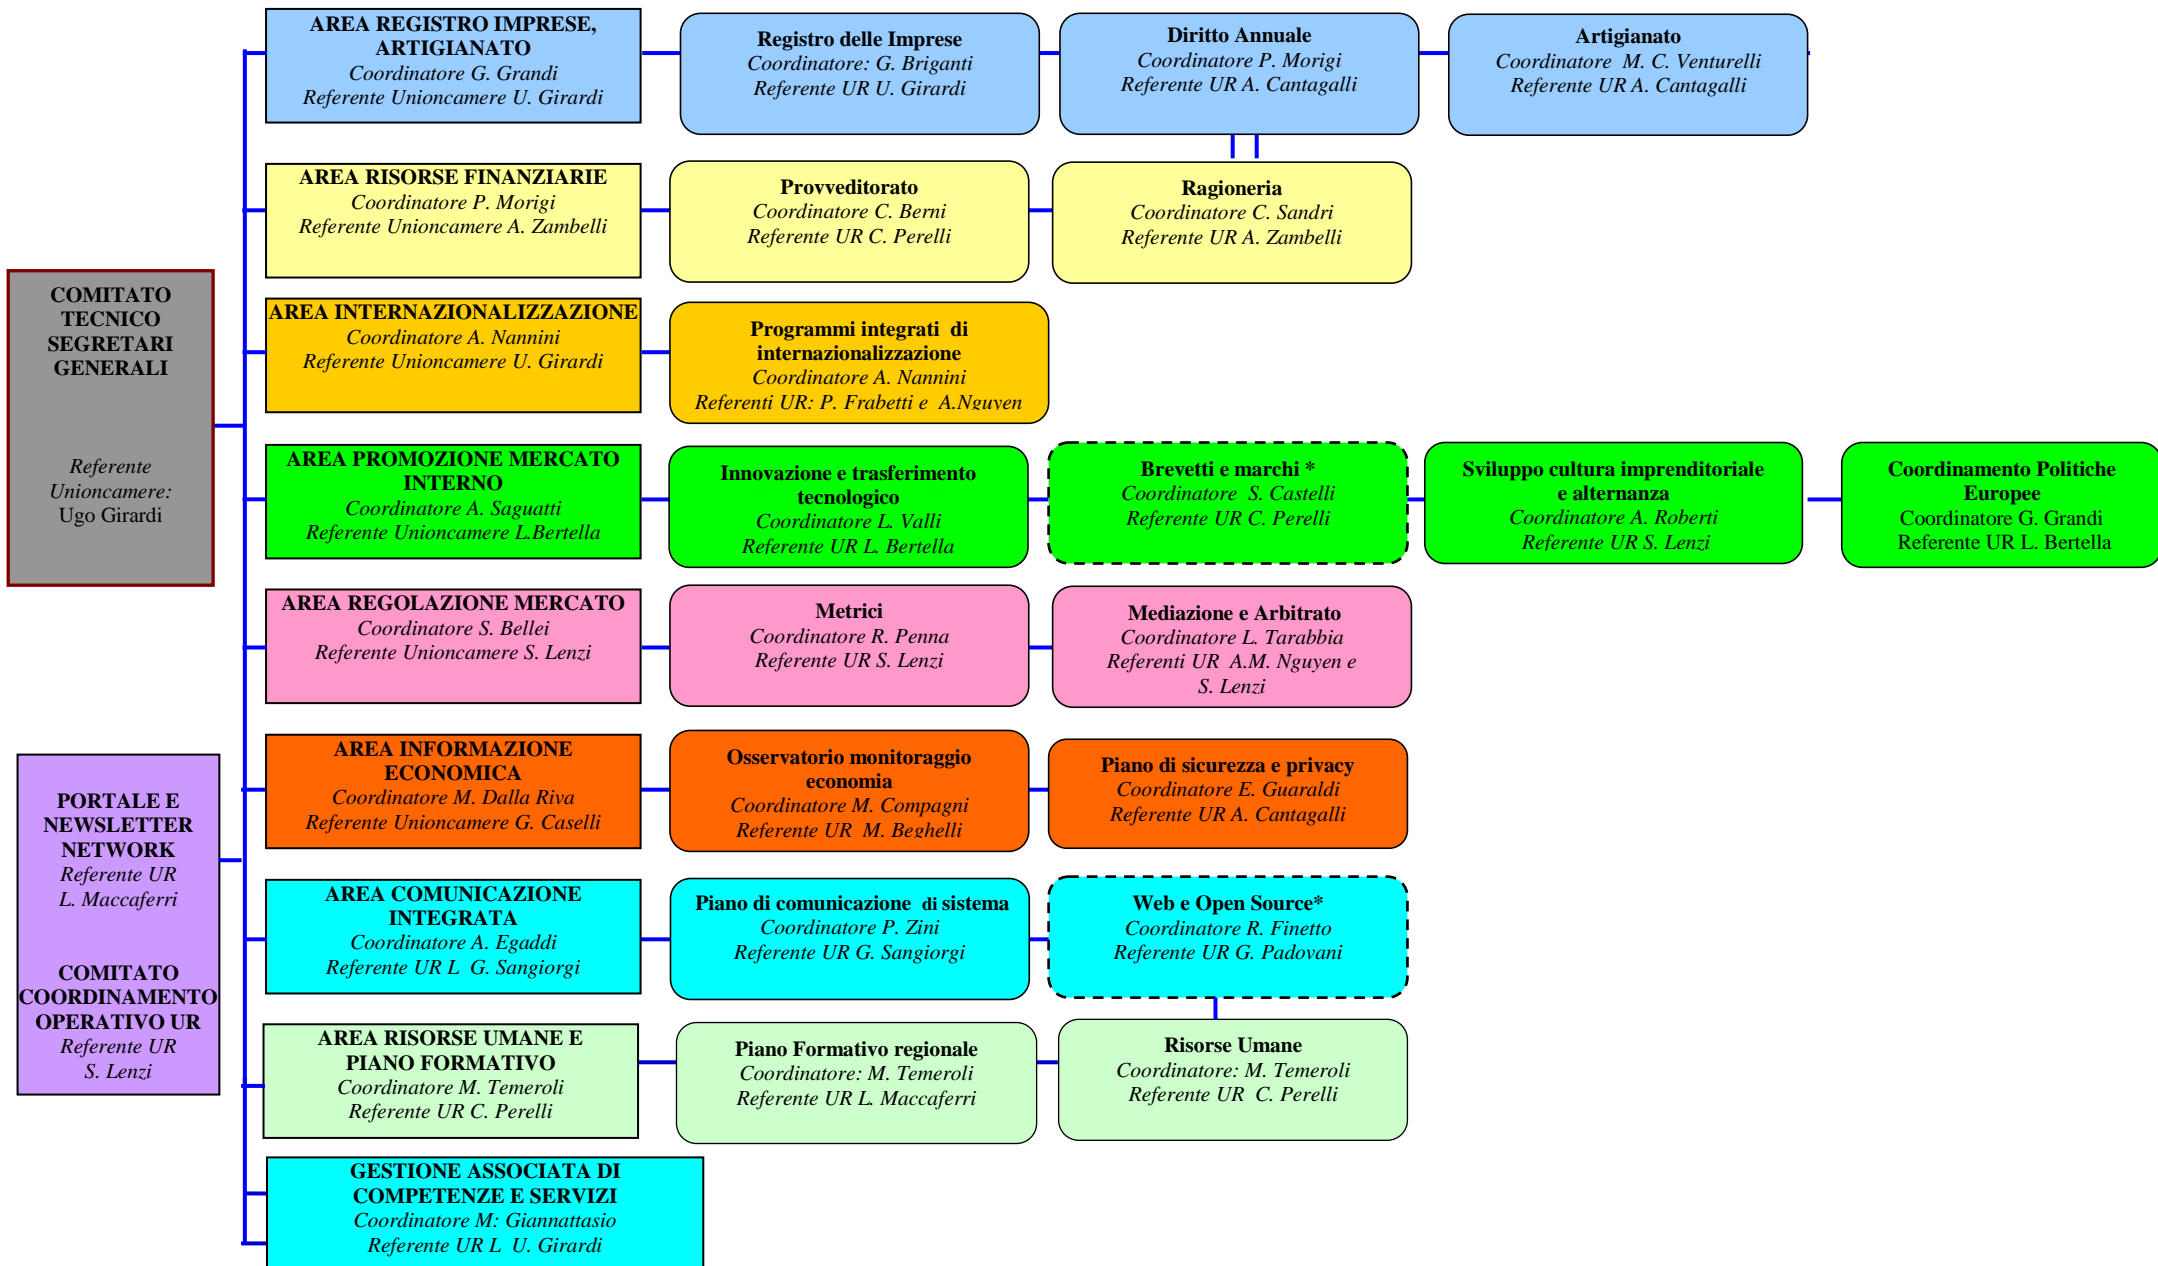 AREA REGISTRO IMPRESE,
ARTIGIANATO
Coordinatore G. Grandi
Referente Unioncamere U. Girardi
Registro delle Imprese
Coordinatore: G. Briganti
Referente UR U. Girardi
Diritto Annuale
Coordinatore P. Morigi
Referente UR A. Cantagalli
Artigianato
Coordinatore M. C. Venturelli
Referente UR A. Cantagalli
AREA RISORSE FINANZIARIE
Coordinatore P. Morigi
Referente Unioncamere A. Zambelli
Provveditorato
Coordinatore C. Berni
Referente UR C. Perelli
Ragioneria
Coordinatore C. Sandri
Referente UR A. Zambelli
COMITATO
TECNICO
SEGRETARI
GENERALI
Referente
Unioncamere:
Ugo Girardi
AREA INTERNAZIONALIZZAZIONE
Coordinatore A. Nannini
Referente Unioncamere U. Girardi
Programmi integrati di
internazionalizzazione
Coordinatore A. Nannini
Referenti UR: P. Frabetti e A.Nguyen
AREA PROMOZIONE MERCATO
INTERNO
Coordinatore A. Saguatti
Referente Unioncamere L.Bertella
Innovazione e trasferimento
tecnologico
Coordinatore L. Valli
Referente UR L. Bertella
Brevetti e marchi *
Coordinatore S. Castelli
Referente UR C. Perelli
Sviluppo cultura imprenditoriale
e alternanza
Coordinatore A. Roberti
Referente UR S. Lenzi
Coordinamento Politiche
Europee
Coordinatore G. Grandi
Referente UR L. Bertella
AREA REGOLAZIONE MERCATO
Coordinatore S. Bellei
Referente Unioncamere S. Lenzi
Metrici
Coordinatore R. Penna
Referente UR S. Lenzi
Mediazione e Arbitrato
Coordinatore L. Tarabbia
Referenti UR A.M. Nguyen e
S. Lenzi
PORTALE E
NEWSLETTER
NETWORK
Referente UR
L. Maccaferri
COMITATO
COORDINAMENTO
OPERATIVO UR
Referente UR
S. Lenzi
AREA INFORMAZIONE
ECONOMICA
Coordinatore M. Dalla Riva
Referente Unioncamere G. Caselli
Osservatorio monitoraggio
economia
Coordinatore M. Compagni
Referente UR M. Beghelli
Piano di sicurezza e privacy
Coordinatore E. Guaraldi
Referente UR A. Cantagalli
AREA COMUNICAZIONE
INTEGRATA
Coordinatore A. Egaddi
Referente UR L G. Sangiorgi
Piano di comunicazione di sistema
Coordinatore P. Zini
Referente UR G. Sangiorgi
Web e Open Source*
Coordinatore R. Finetto
Referente UR G. Padovani
AREA RISORSE UMANE E
PIANO FORMATIVO
Coordinatore M. Temeroli
Referente UR C. Perelli
Piano Formativo regionale
Coordinatore: M. Temeroli
Referente UR L. Maccaferri
Risorse Umane
Coordinatore: M. Temeroli
Referente UR C. Perelli
GESTIONE ASSOCIATA DI
COMPETENZE E SERVIZI
Coordinatore M: Giannattasio
Referente UR L U. Girardi